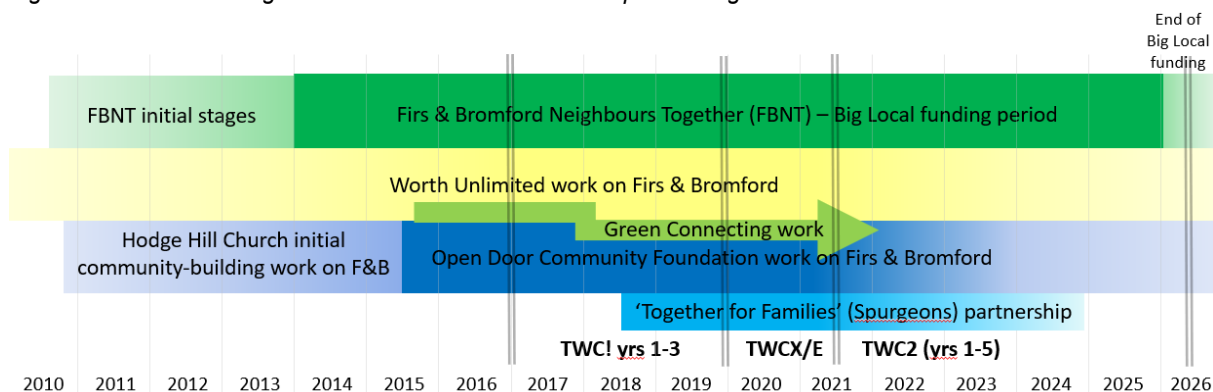 End of
Big Local
funding
FBNT initial stages
Firs & Bromford Neighbours Together (FBNT) – Big Local funding period
Worth Unlimited work on Firs & Bromford
Green Connecting work
Hodge Hill Church initial
community-building work on F&B
Open Door Community Foundation work on Firs & Bromford
‘Together for Families’ (Spurgeons) partnership
TWC! yrs 1-3
TWCX/E
TWC2 (yrs 1-5)
2010 2011 2012 2013 2014 2015 2016 2017 2018 2019 2020 2021 2022 2023 2024 2025 2026